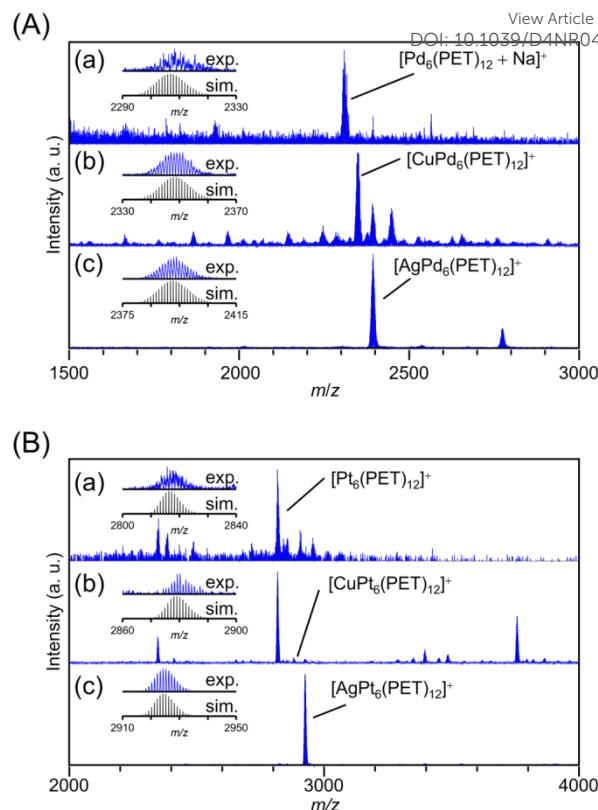 View Article
DOI: 10.1039/D4NR04
(A)
(a)
exp.
sim.
2290 m/z 2330
[Pd₆(PET)₁₂ + Na]⁺
(b)
exp.
sim.
2330 m/z 2370
[CuPd₆(PET)₁₂]⁺
(c)
exp.
sim.
2375 m/z 2415
[AgPd₆(PET)₁₂]⁺
Intensity (a. u.)
1500 2000 2500 3000
m/z
(B)
(a)
exp.
sim.
2800 m/z 2840
[Pt₆(PET)₁₂]⁺
(b)
exp.
sim.
2860 m/z 2900
[CuPt₆(PET)₁₂]⁺
(c)
exp.
sim.
2910 m/z 2950
[AgPt₆(PET)₁₂]⁺
Intensity (a. u.)
2000 3000 4000
m/z